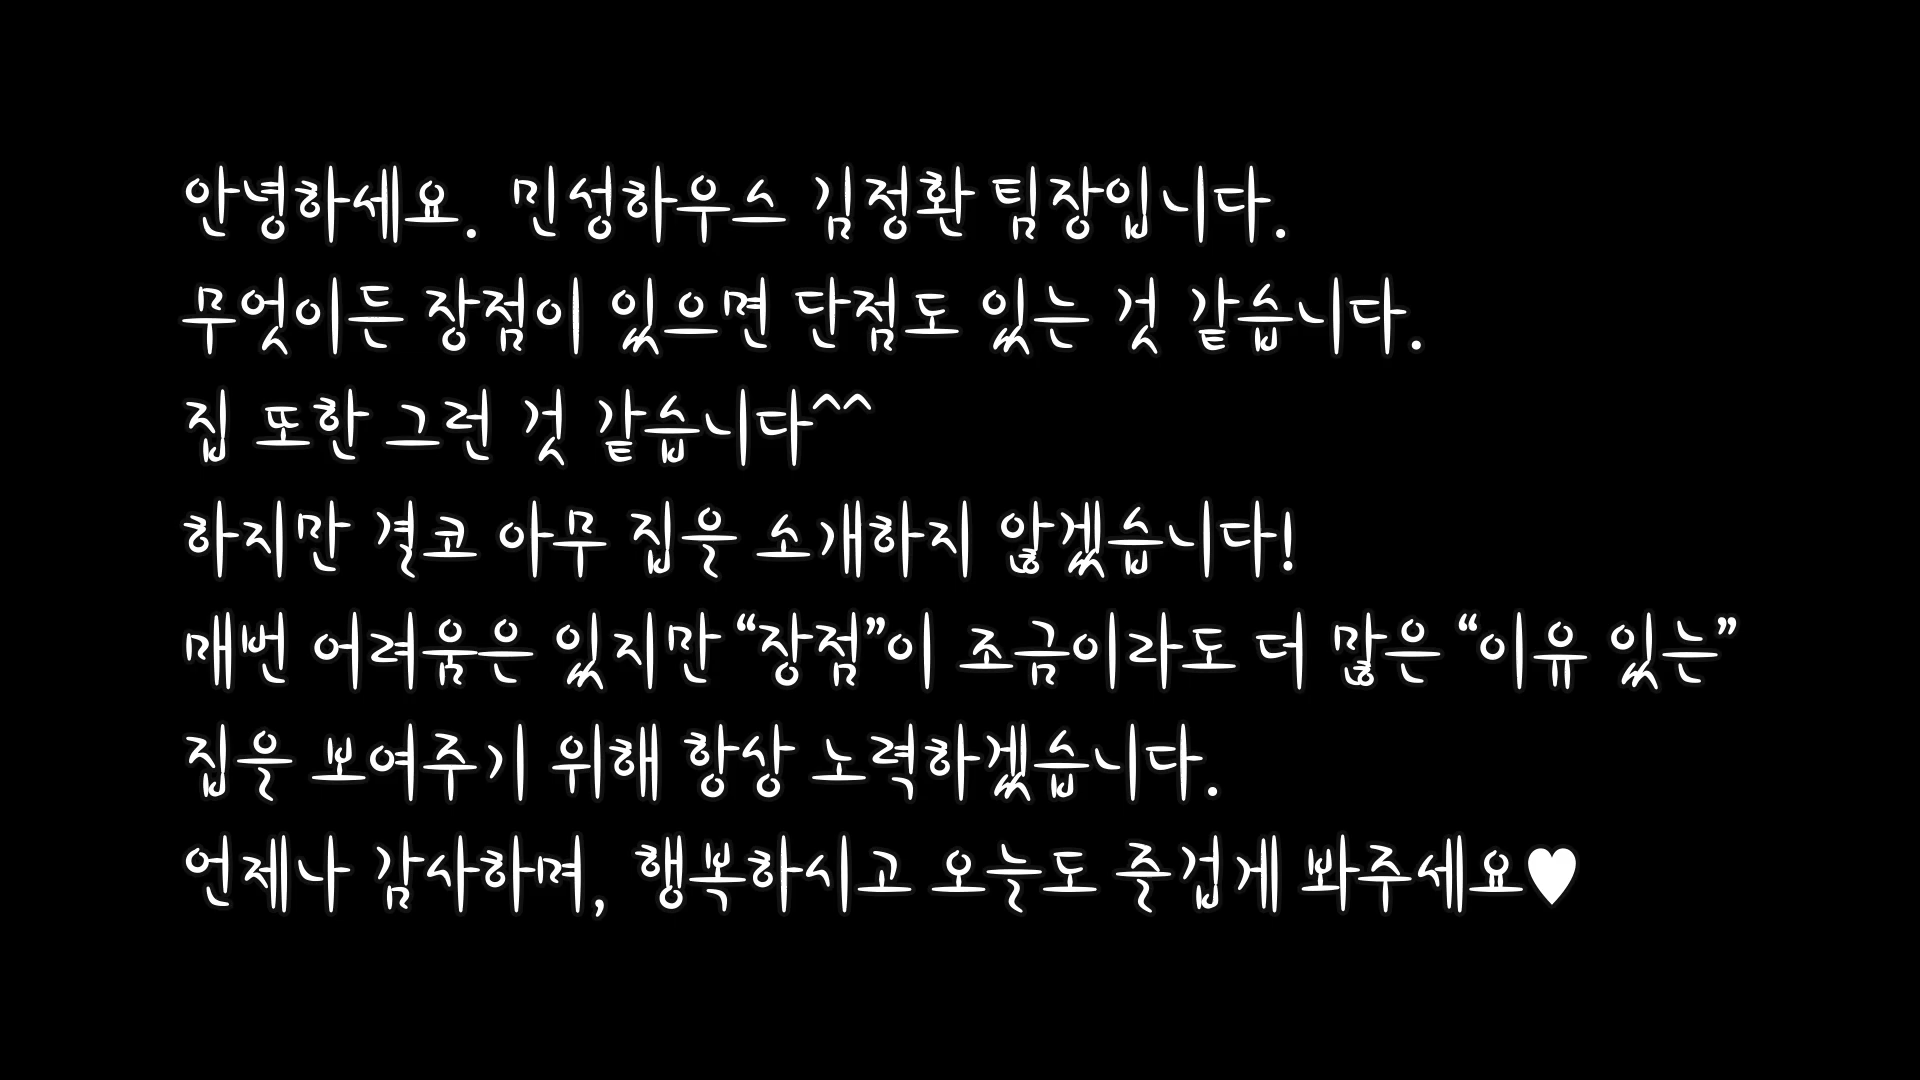 안녕하세요. 민성하우스 김정환 팀장입니다.
무엇이든 장점이 있으면 단점도 있는 것 같습니다.
집 또한 그런 것 같습니다^^
하지만 결코 아무 집을 소개하지 않겠습니다!
매번 어려움은 있지만 “장점”이 조금이라도 더 많은 “이유 있는”
집을 보여주기 위해 항상 노력하겠습니다.
언제나 감사하며, 행복하시고 오늘도 즐겁게 봐주세요♥